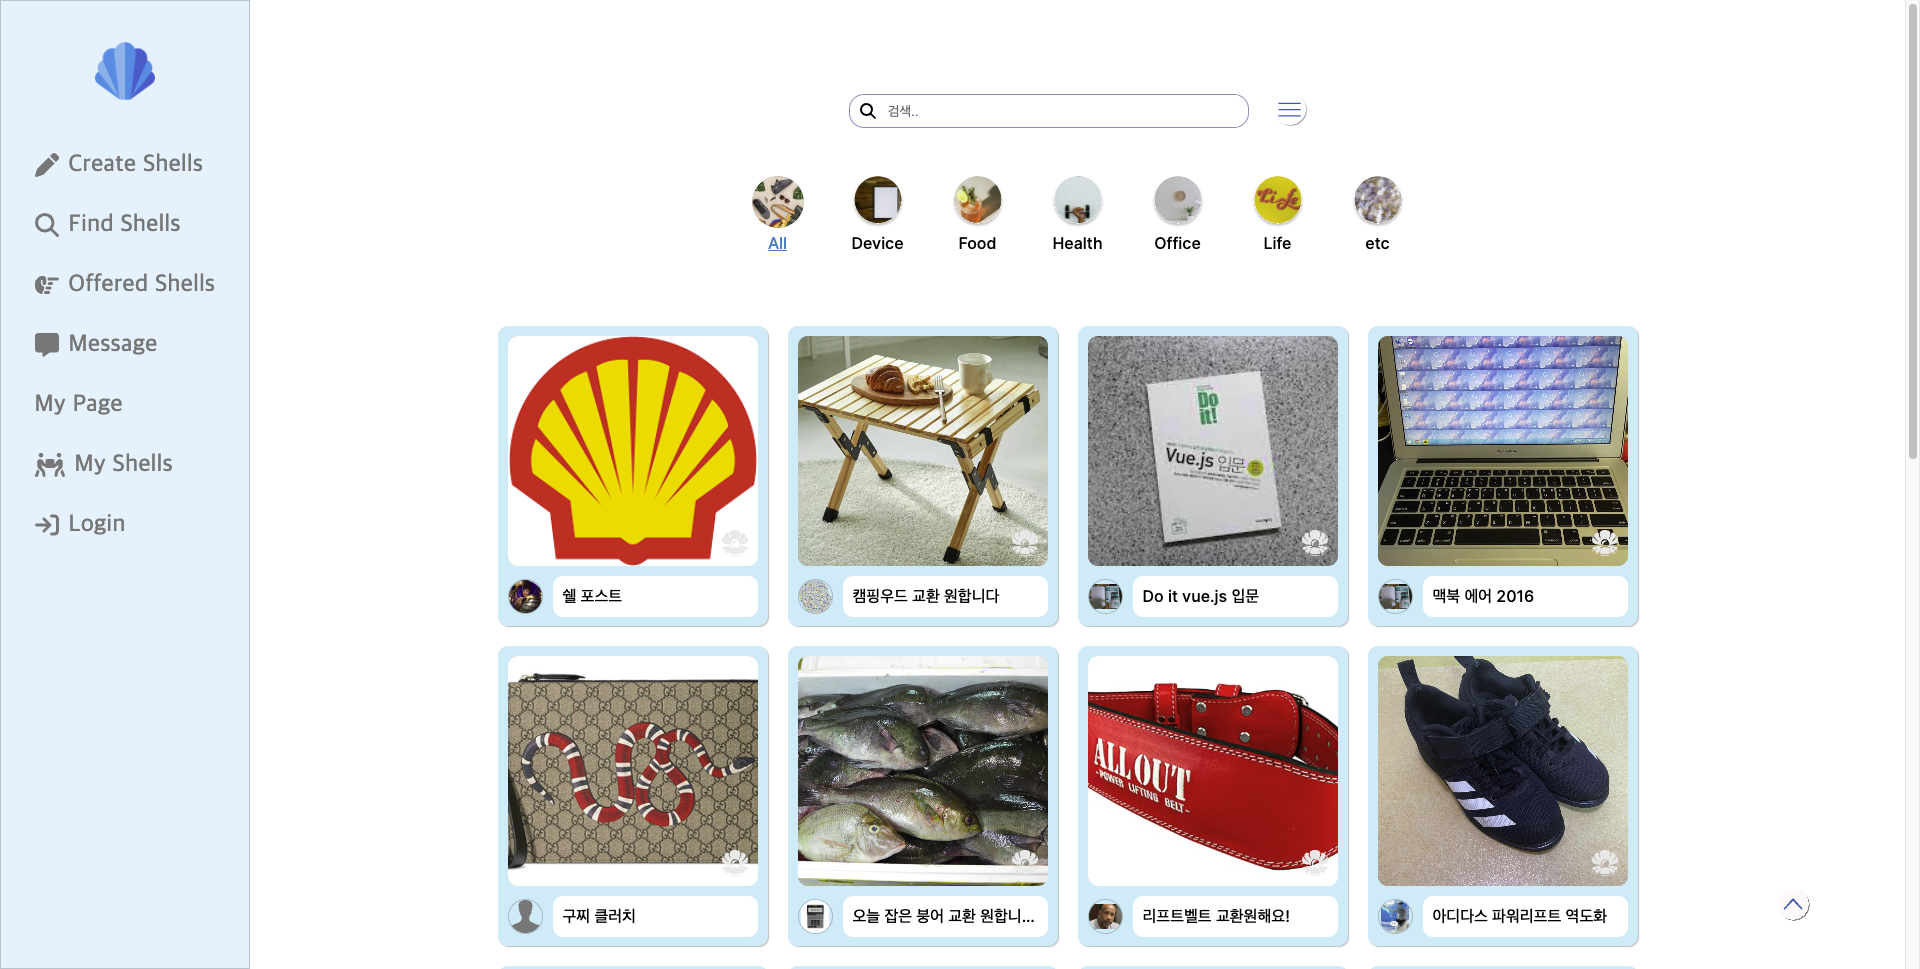 검색..
Create Shells
Find Shells
Offered Shells
Message
My Page
My Shells
Login
All
Device
Food
Health
Office
Life
etc
Life
Do
it!
Vue.js 입문
쉘 포스트
캠핑우드 교환 원합니다
Do it vue.js 입문
맥북 에어 2016
ALL OUT
-POWER LIFTING BELT-
구찌 클러치
오늘 잡은 붕어 교환 원합니...
리프트벨트 교환원해요!
아디다스 파워리프트 역도화